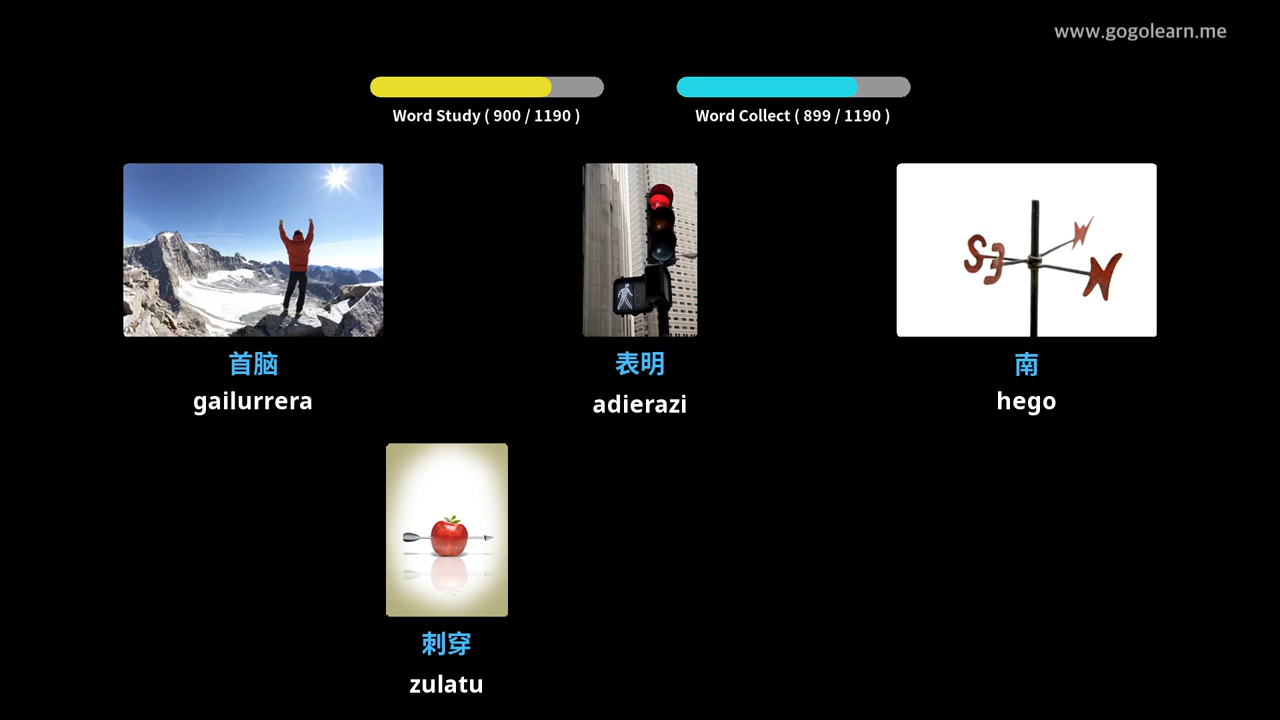 www.gogolearn.me
Word Study ( 900 / 1190 )
Word Collect ( 899 / 1190 )
首脑
gailurrera
表明
adierazi
南
hego
刺穿
zulatu